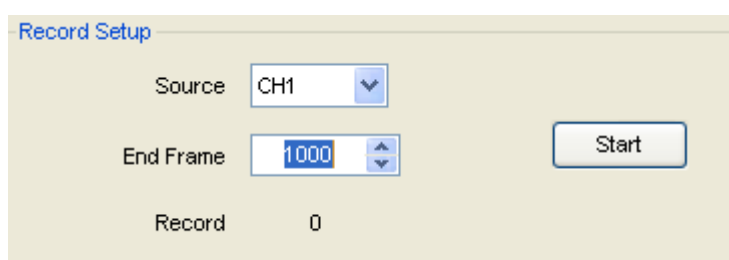 Record Setup
Source CH1
End Frame 1000
Start
Record 0